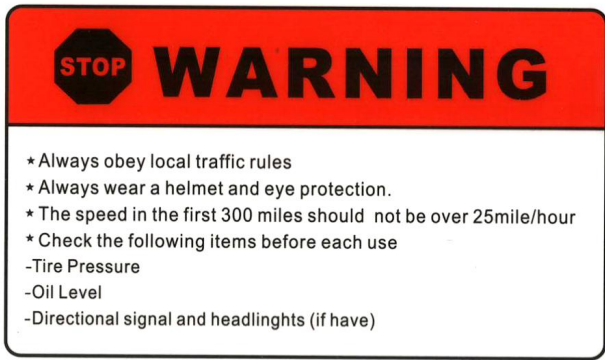 STOP WARNING
★Always obey local traffic rules
★Always wear a helmet and eye protection.
★The speed in the first 300 miles should not be over 25mile/hour
★Check the following items before each use
-Tire Pressure
-Oil Level
-Directional signal and headlinghts (if have)